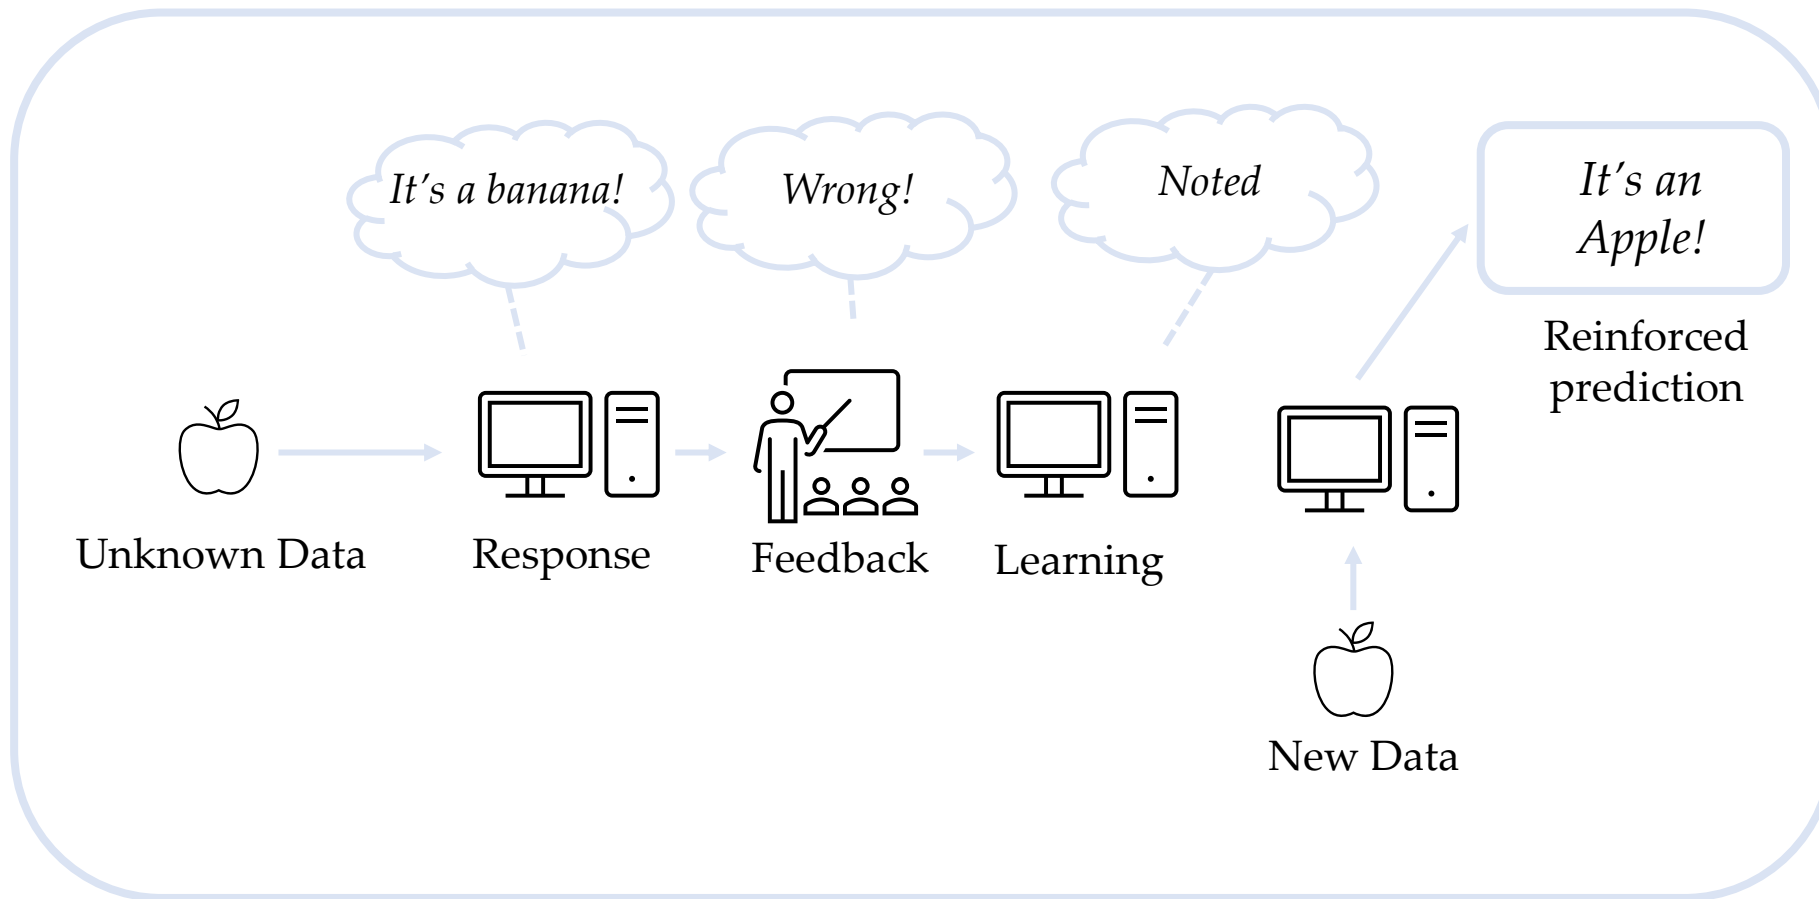 It's a banana!
Wrong!
Noted
It's an
Apple!
Reinforced
prediction
Unknown Data
Response
Feedback
Learning
New Data